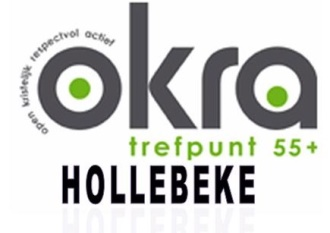 open kristelijk respectvol actief
okra
trefpunt 55+
HOLLEBEKE